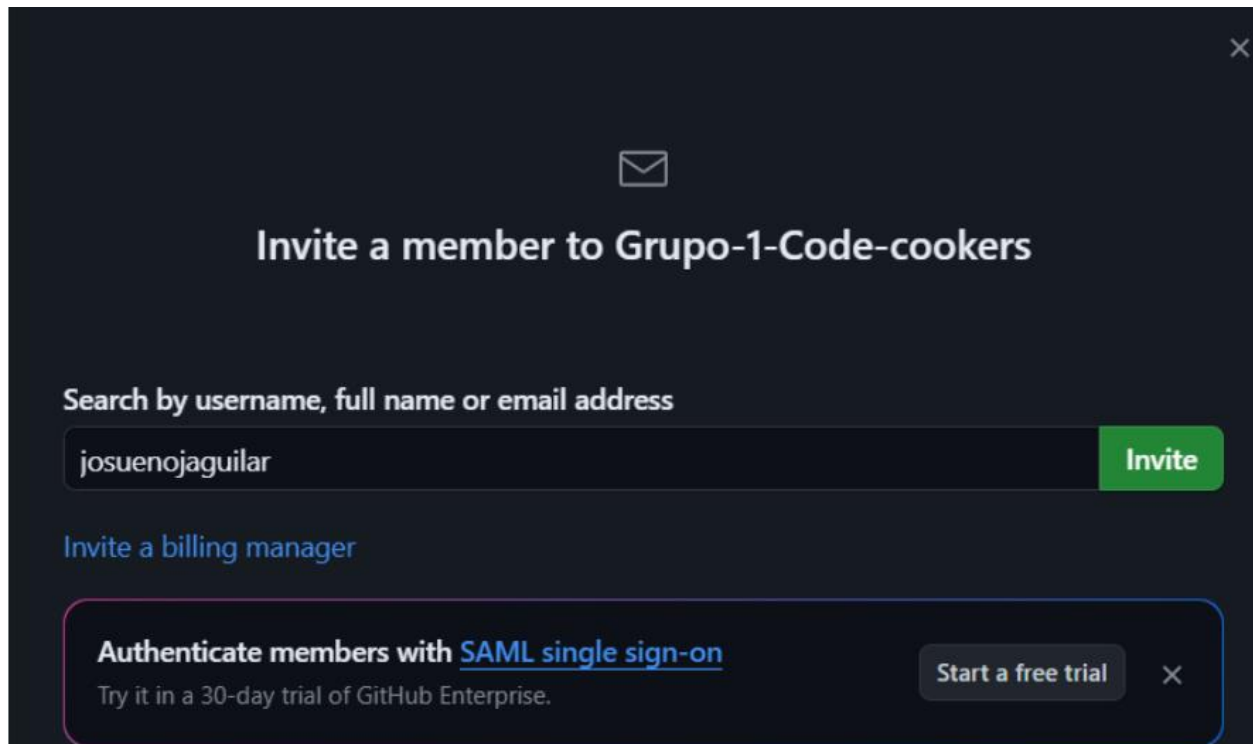 Invite a member to Grupo-1-Code-cookers
Search by username, full name or email address
josuenojaguilar
Invite
Invite a billing manager
Authenticate members with SAML single sign-on
Start a free trial
Try it in a 30-day trial of GitHub Enterprise.